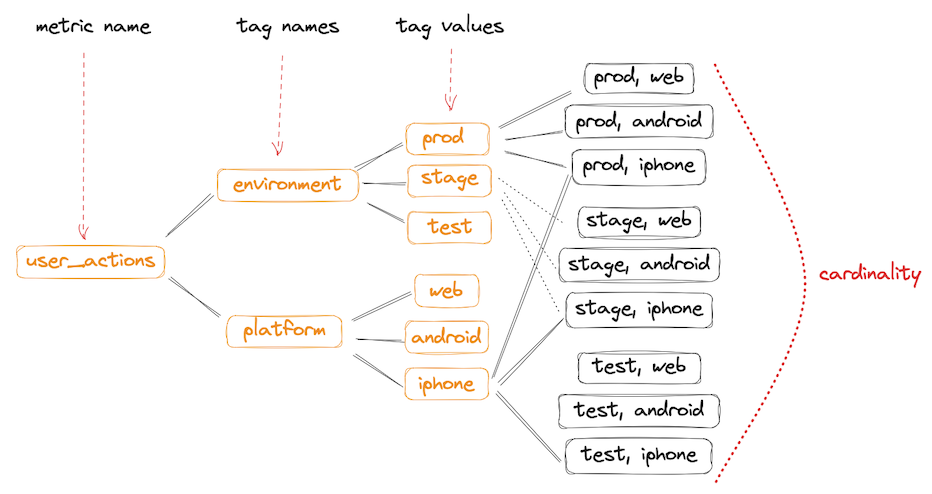 metric name
tag names
tag values
user_actions
environment
platform
prod
stage
test
web
android
iphone
prod, web
prod, android
prod, iphone
stage, web
stage, android
stage, iphone
test, web
test, android
test, iphone
cardinality